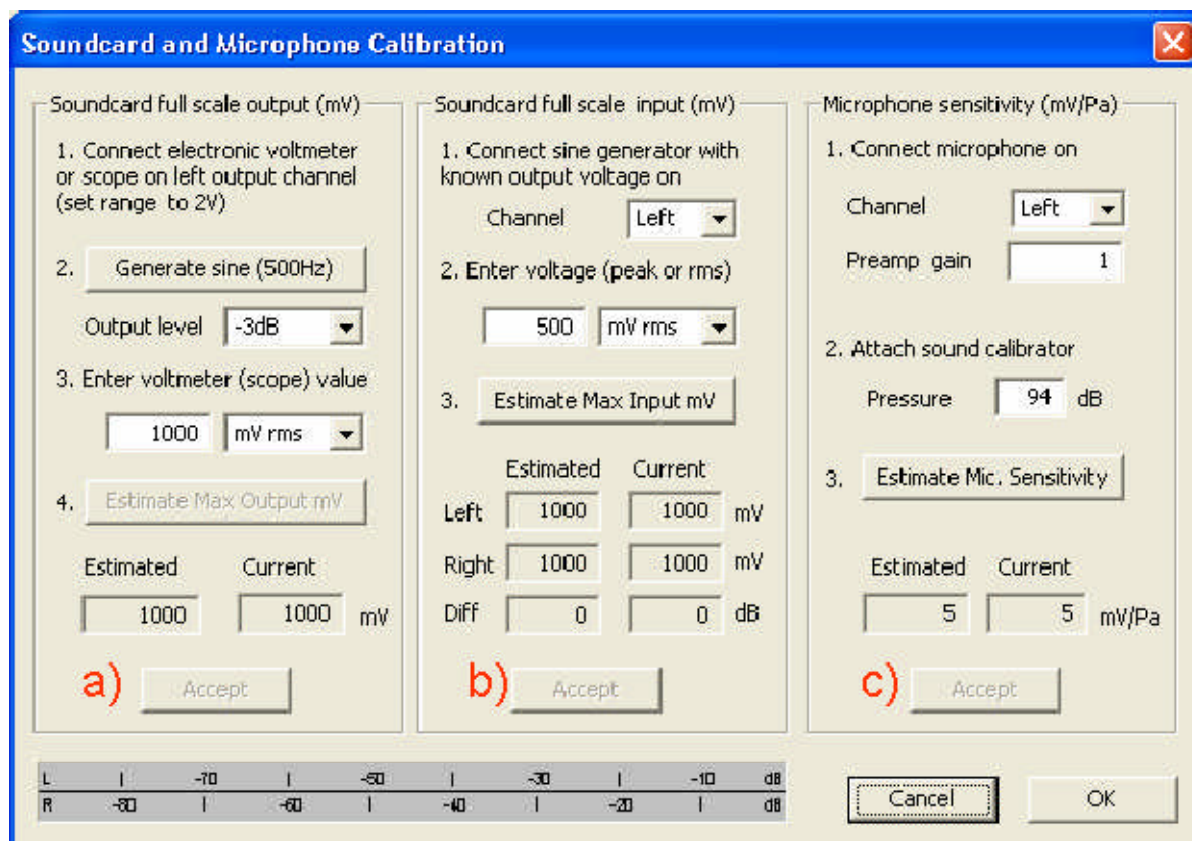 Soundcard and Microphone Calibration
Soundcard full scale output (mV)
1. Connect electronic voltmeter
or scope on left output channel
(set range to 2V)
2. Generate sine (500Hz)
Output level -3dB
3. Enter voltmeter (scope) value
1000 mV rms
4. Estimate Max Output mV
Estimated Current
1000 1000 mV
a) Accept
Soundcard full scale input (mV)
1. Connect sine generator with
known output voltage on
Channel Left
2. Enter voltage (peak or rms)
500 mV rms
3. Estimate Max Input mV
Estimated Current
Left 1000 1000 mV
Right 1000 1000 mV
Diff 0 0 dB
b) Accept
Microphone sensitivity (mV/Pa)
1. Connect microphone on
Channel Left
Preamp gain 1
2. Attach sound calibrator
Pressure 94 dB
3. Estimate Mic. Sensitivity
Estimated Current
5 5 mV/Pa
c) Accept
L -70 -50 -30 -10 dB
R -80 -60 -40 -20 dB
Cancel OK